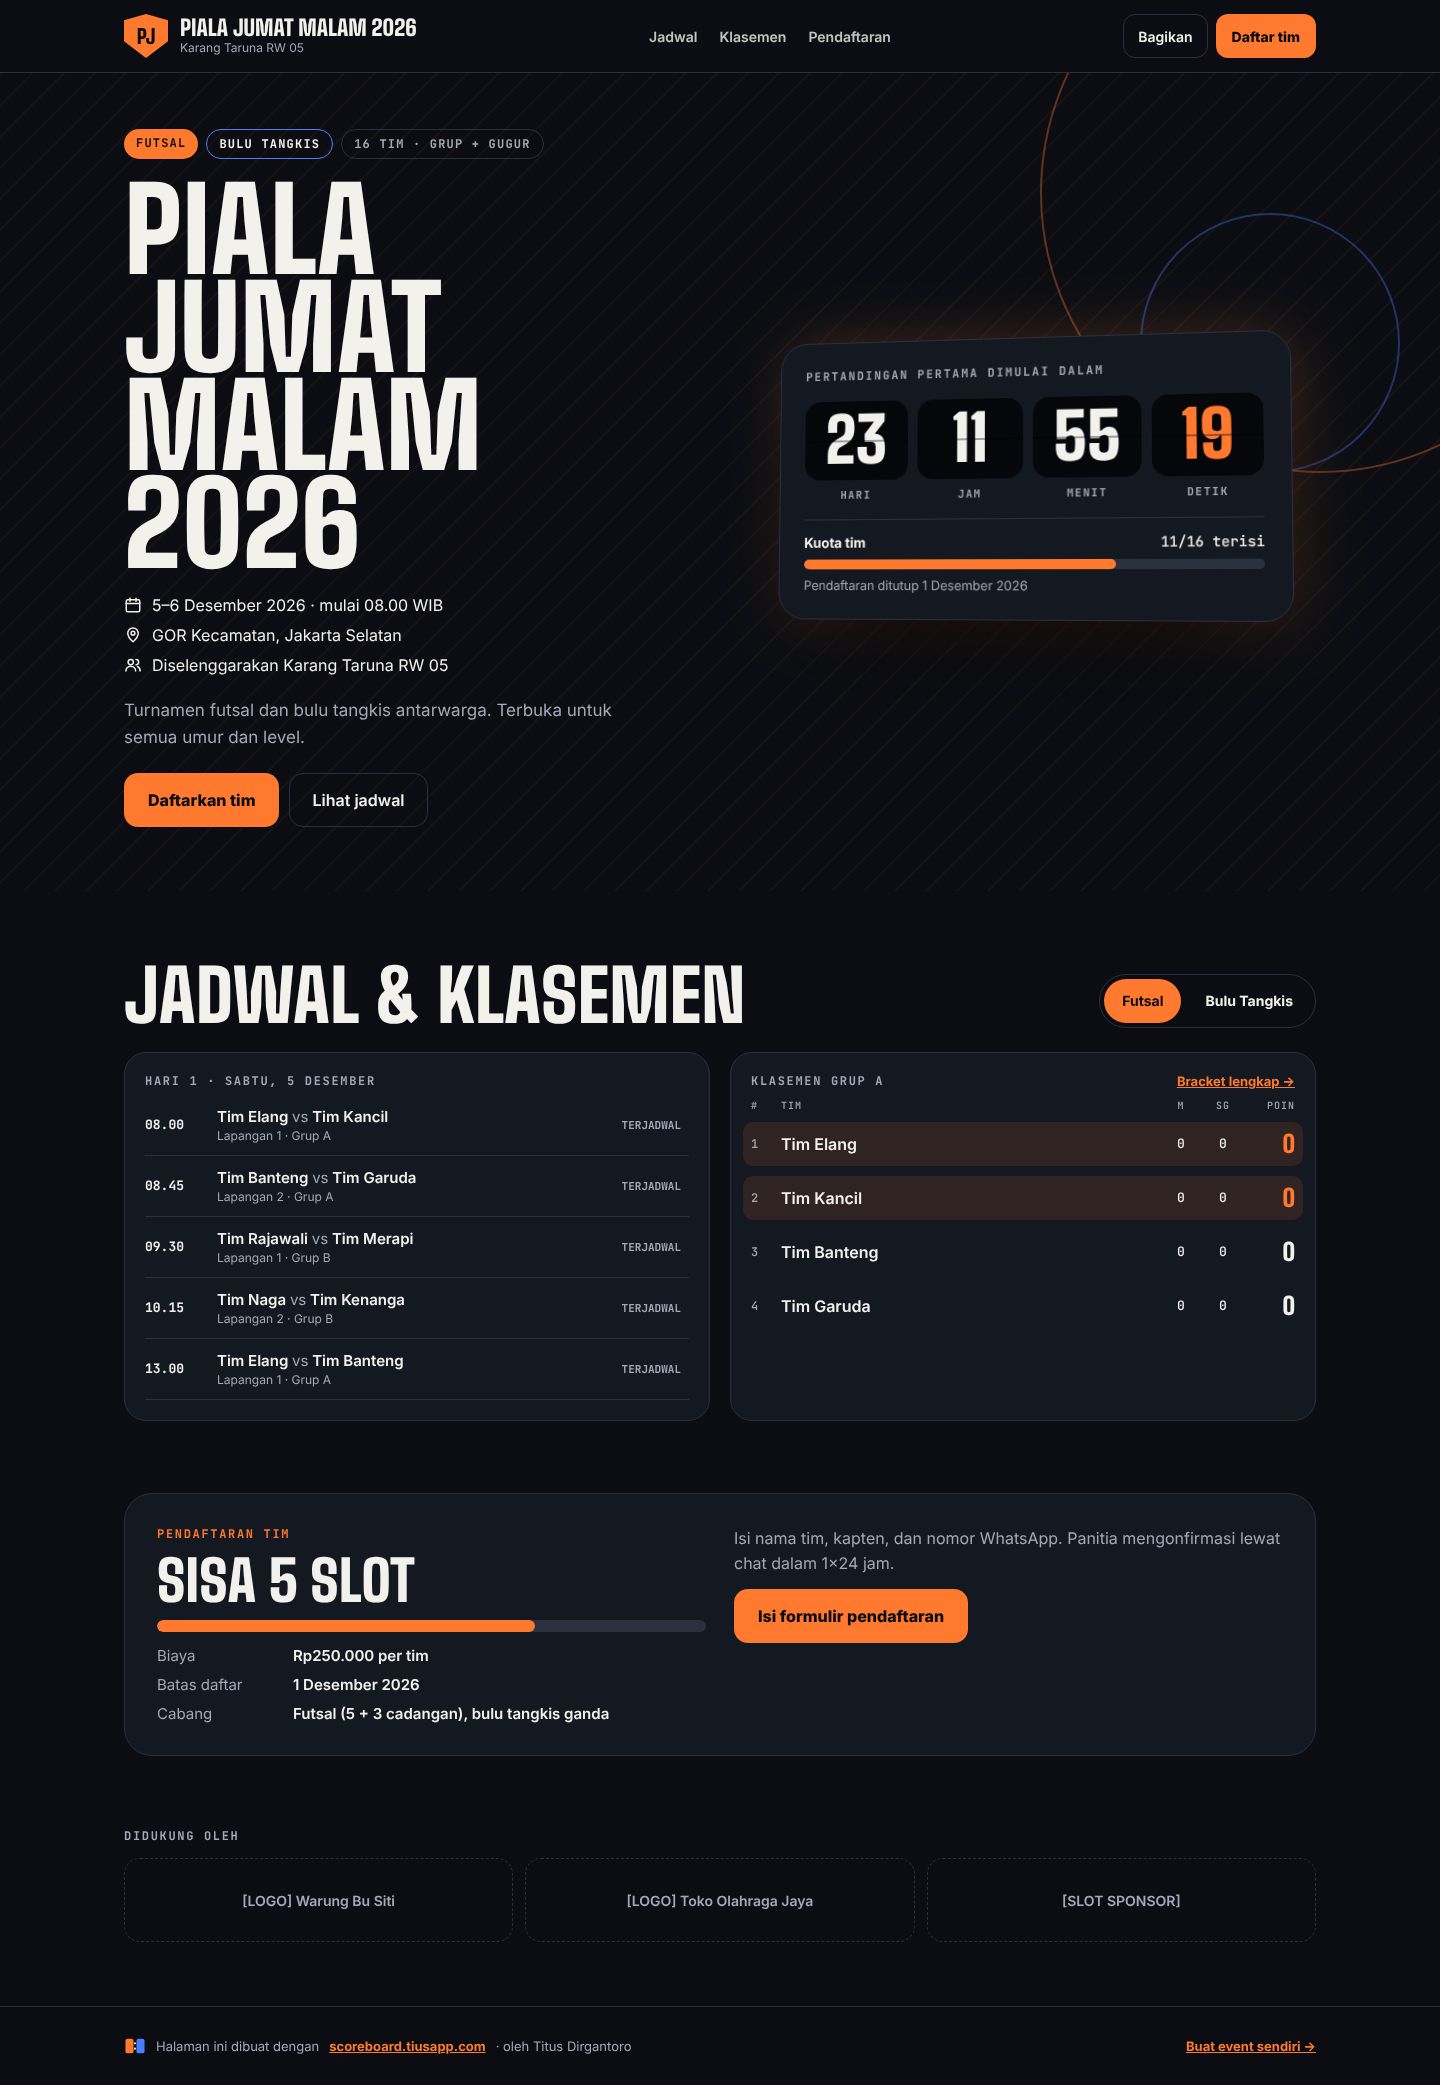 PJ
PIALA JUMAT MALAM 2026
Karang Taruna RW 05
Jadwal
Klasemen
Pendaftaran
Bagikan
Daftar tim
FUTSAL
BULU TANGKIS
16 TIM · GRUP + GUGUR
PIALA
JUMAT
MALAM
2026
5–6 Desember 2026 · mulai 08.00 WIB
GOR Kecamatan, Jakarta Selatan
Diselenggarakan Karang Taruna RW 05
Turnamen futsal dan bulu tangkis antarwarga. Terbuka untuk
semua umur dan level.
Daftarkan tim
Lihat jadwal
PERTANDINGAN PERTAMA DIMULAI DALAM
23 11 55 19
HARI JAM MENIT DETIK
Kuota tim 11/16 terisi
Pendaftaran ditutup 1 Desember 2026
JADWAL & KLASEMEN
Futsal
Bulu Tangkis
HARI 1 · SABTU, 5 DESEMBER
08.00 Tim Elang vs Tim Kancil TERJADWAL
Lapangan 1 · Grup A
08.45 Tim Banteng vs Tim Garuda TERJADWAL
Lapangan 2 · Grup A
09.30 Tim Rajawali vs Tim Merapi TERJADWAL
Lapangan 1 · Grup B
10.15 Tim Naga vs Tim Kenanga TERJADWAL
Lapangan 2 · Grup B
13.00 Tim Elang vs Tim Banteng TERJADWAL
Lapangan 1 · Grup A
KLASEMEN GRUP A
Bracket lengkap →
# TIM M SG POIN
1 Tim Elang 0 0 0
2 Tim Kancil 0 0 0
3 Tim Banteng 0 0 0
4 Tim Garuda 0 0 0
PENDAFTARAN TIM
SISA 5 SLOT
Biaya Rp250.000 per tim
Batas daftar 1 Desember 2026
Cabang Futsal (5 + 3 cadangan), bulu tangkis ganda
Isi nama tim, kapten, dan nomor WhatsApp. Panitia mengonfirmasi lewat
chat dalam 1×24 jam.
Isi formulir pendaftaran
DIDUKUNG OLEH
[LOGO] Warung Bu Siti
[LOGO] Toko Olahraga Jaya
[SLOT SPONSOR]
Halaman ini dibuat dengan scoreboard.tiusapp.com · oleh Titus Dirgantoro
Buat event sendiri →